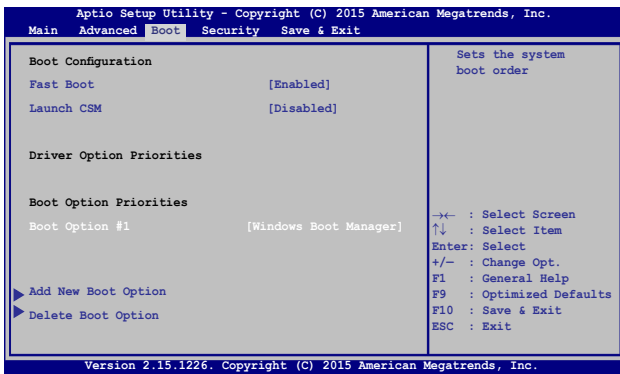 Aptio Setup Utility - Copyright (C) 2015 American Megatrends, Inc.
Main Advanced Boot Security Save & Exit
Boot Configuration
Fast Boot [Enabled]
Launch CSM [Disabled]
Driver Option Priorities
Boot Option Priorities
Boot Option #1 [Windows Boot Manager]
Add New Boot Option
Delete Boot Option
Sets the system
boot order
→← : Select Screen
↑↓ : Select Item
Enter: Select
+/— : Change Opt.
F1 : General Help
F9 : Optimized Defaults
F10 : Save & Exit
ESC : Exit
Version 2.15.1226. Copyright (C) 2015 American Megatrends, Inc.